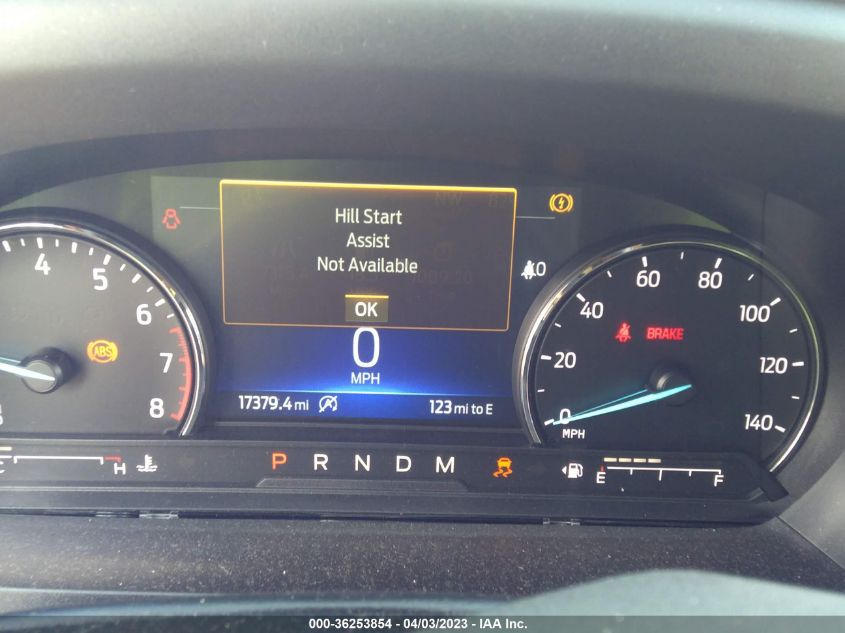 Hill Start
Assist
Not Available
OK
0
MPH
17379.4 mi
123 mi to E
4
5
6
7
8
ABS
0
20
40
60
80
100
120
140
MPH
BRAKE
H
P R N D M
E
F
000-36253854 / 04/03/2023 - IAA Inc.